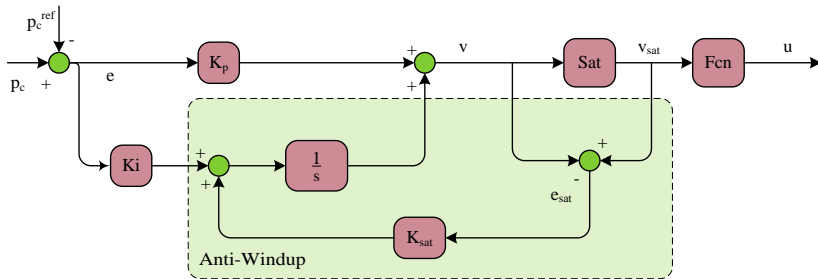 p_c^ref
-
+
p_c
e
K_p
+
+
v
Sat
v_sat
Fcn
u
Ki
+
+
1
s
+
-
e_sat
K_sat
Anti-Windup